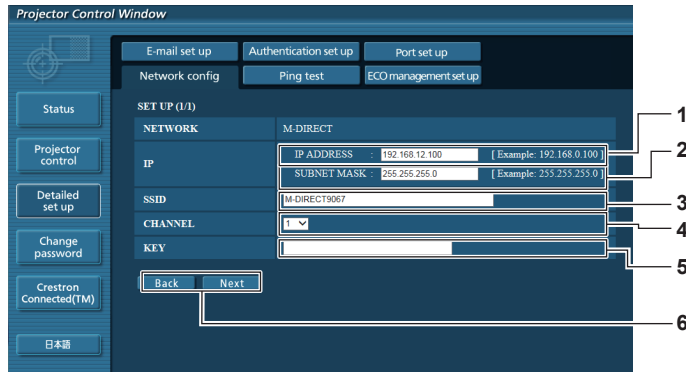 Projector Control Window
E-mail set up
Authentication set up
Port set up
Network config
Ping test
ECO management set up
Status
Projector control
Detailed set up
Change password
Crestron Connected(TM)
日本語
SET UP (1/1)
NETWORK M-DIRECT
IP
IP ADDRESS : 192.168.12.100 [ Example: 192.168.0.100 ]
SUBNET MASK : 255.255.255.0 [ Example: 255.255.255.0 ]
SSID M-DIRECT9067
CHANNEL 1
KEY
Back Next
1
2
3
4
5
6